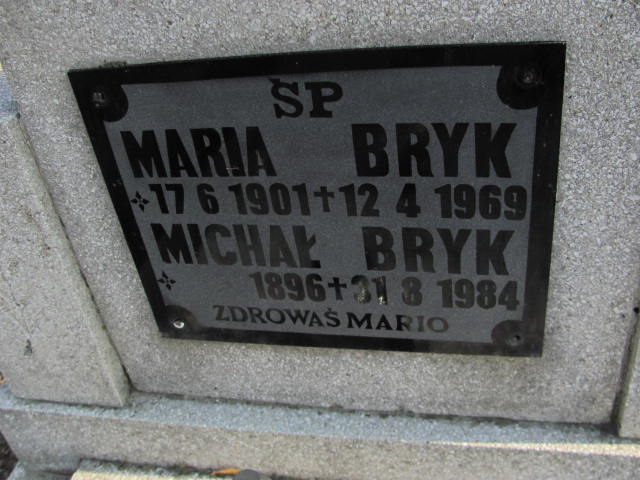 ŚP
MARIA BRYK
17 6 1901 + 12 4 1969
MICHAŁ BRYK
1896 + 31 8 1984
ZDROWAŚ MARIO